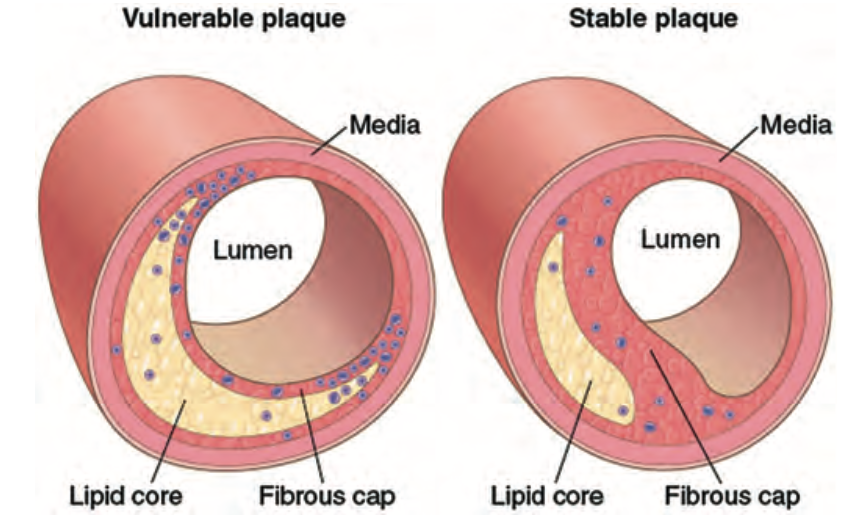 Vulnerable plaque
Stable plaque
Media
Media
Lumen
Lumen
Lipid core
Fibrous cap
Lipid core
Fibrous cap